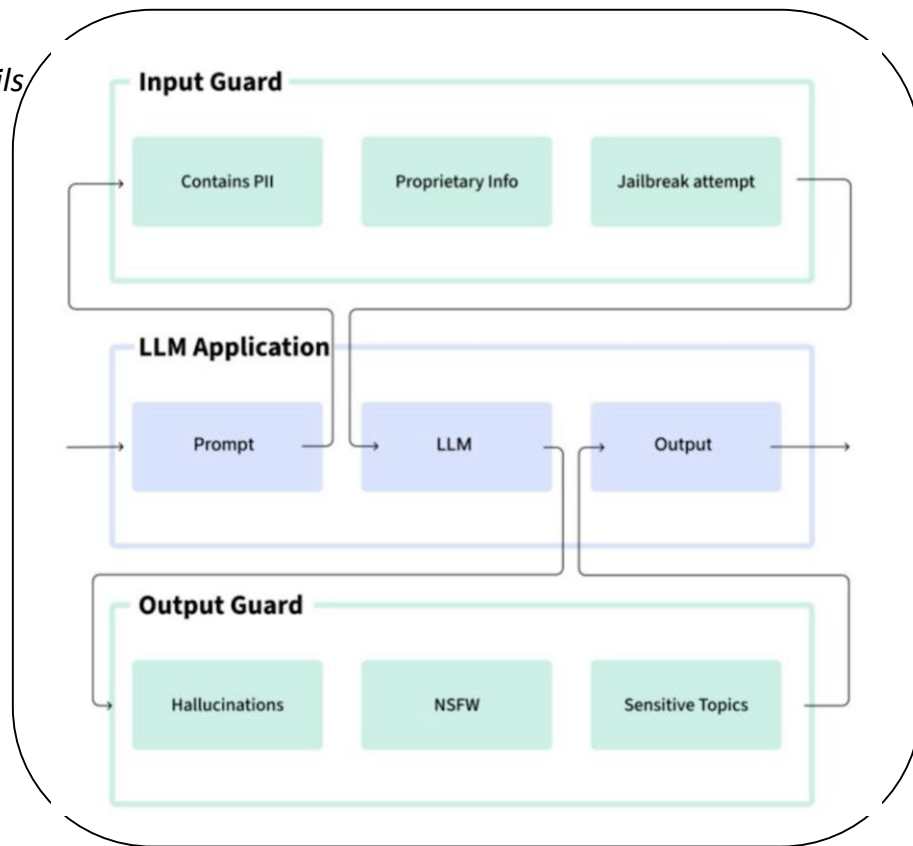 ils
Input Guard
Contains PII
Proprietary Info
Jailbreak attempt
LLM Application
Prompt
LLM
Output
Output Guard
Hallucinations
NSFW
Sensitive Topics